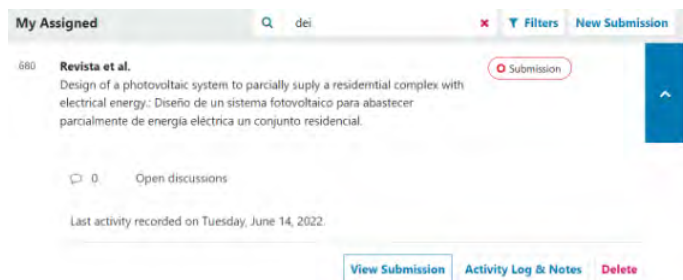 My Assigned dei Filters New Submission
680 Revista et al. Submission
Design of a photovoltaic system to parcially suply a residemtial complex with
electrical energy.: Diseño de un sistema fotovoltaico para abastecer
parcialmente de energía eléctrica un conjunto residencial.
0 Open discussions
Last activity recorded on Tuesday, June 14, 2022.
View Submission Activity Log & Notes Delete